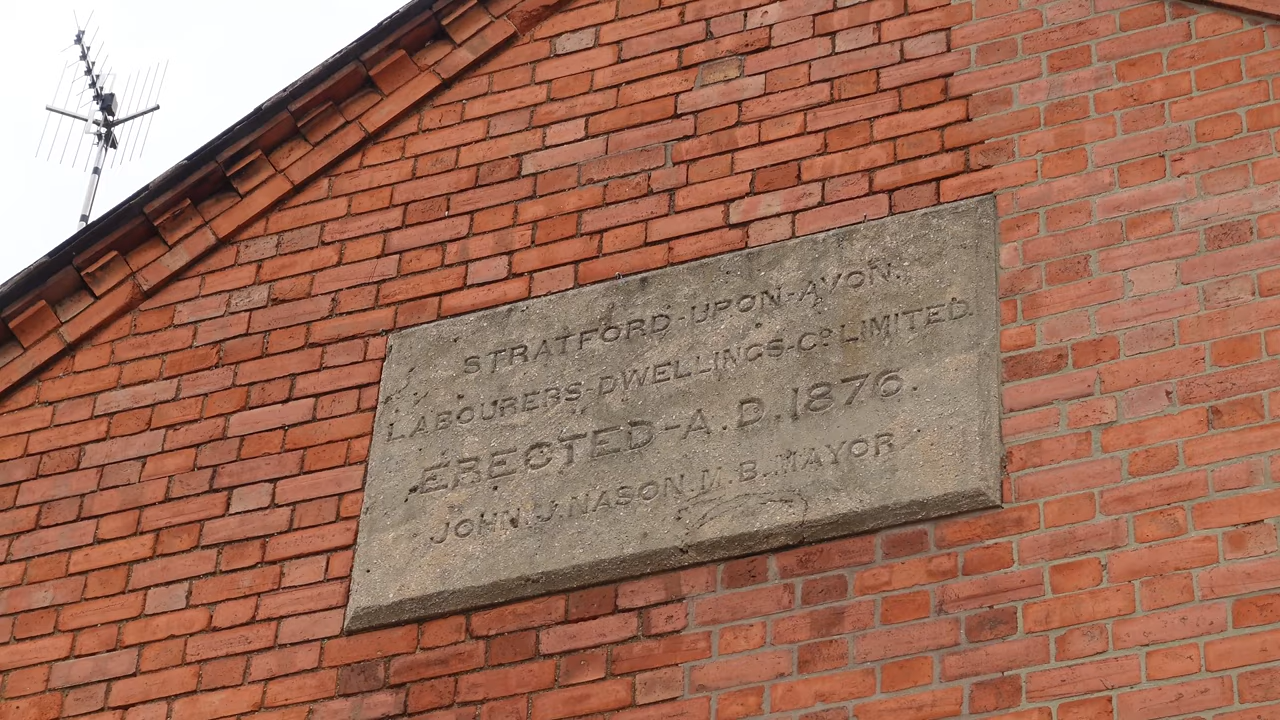 STRATFORD-UPON-AVON.
LABOURERS-DWELLINGS-Co LIMITED.
ERECTED-A.D.1876.
JOHN.J.NASON.M.B.MAYOR.